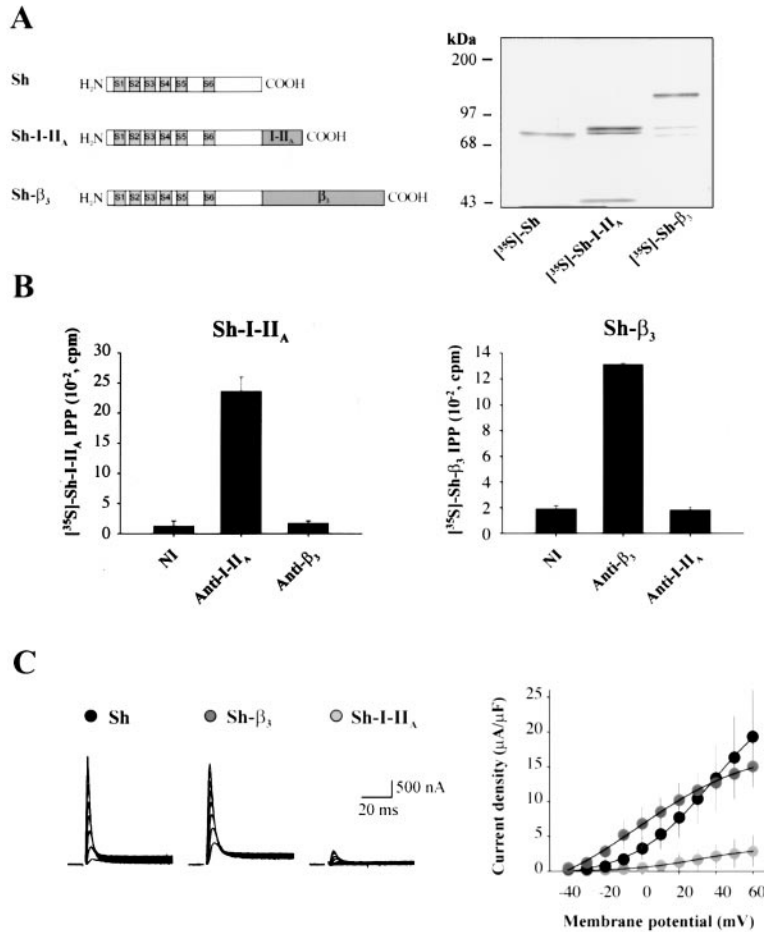 A
Sh
H₂N S1 S2 S3 S4 S5 S6 COOH
Sh-I-II_A
H₂N S1 S2 S3 S4 S5 S6 I-II_A COOH
Sh-β₃
H₂N S1 S2 S3 S4 S5 S6 β₃ COOH
kDa
200
97
68
43
[³⁵S]-Sh
[³⁵S]-Sh-I-II_A
[³⁵S]-Sh-β₃
B
Sh-I-II_A
[³⁵S]-Sh-I-II_A IPP (10⁻², cpm)
30
25
20
15
10
5
0
NI
Anti-I-II_A
Anti-β₃
Sh-β₃
[³⁵S]-Sh-β₃ IPP (10⁻², cpm)
14
12
10
8
6
4
2
0
NI
Anti-β₃
Anti-I-II_A
C
Sh
Sh-β₃
Sh-I-II_A
500 nA
20 ms
Current density (μA/μF)
25
20
15
10
5
0
-40 -20 0 20 40 60
Membrane potential (mV)